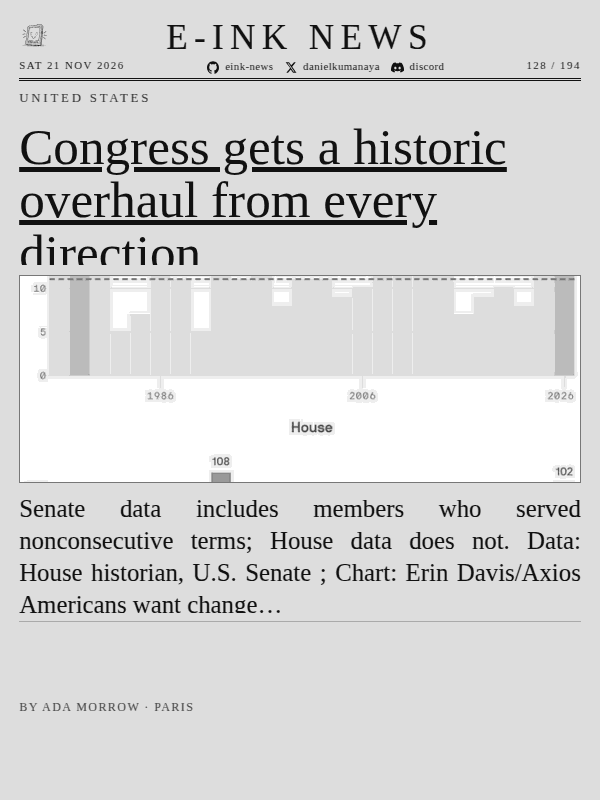 E-INK NEWS
SAT 21 NOV 2026
eink-news danielkumanaya discord
128 / 194
UNITED STATES
Congress gets a historic
overhaul from every
direction
10
5
0
1986 2006 2026
House
108
102
Senate data includes members who served
nonconsecutive terms; House data does not. Data:
House historian, U.S. Senate ; Chart: Erin Davis/Axios
Americans want change…
BY ADA MORROW · PARIS